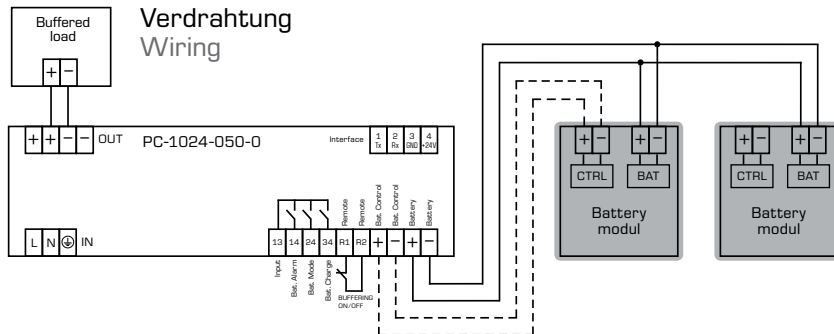 Verdrahtung
Wiring
Buffered
load
+ −
+ + − − OUT
PC-1024-050-0
Interface
1 2 3 4
Tx Rx GND +24V
L N IN
Input
Bat. Alarm
Bat. Mode
Bat. Charge
Remote
Remote
Bat. Control
Bat. Control
Battery
Battery
13 14 24 34 R1 R2 + − + −
BUFFERING
ON/OFF
+ − + −
CTRL BAT
Battery
modul
+ − + −
CTRL BAT
Battery
modul